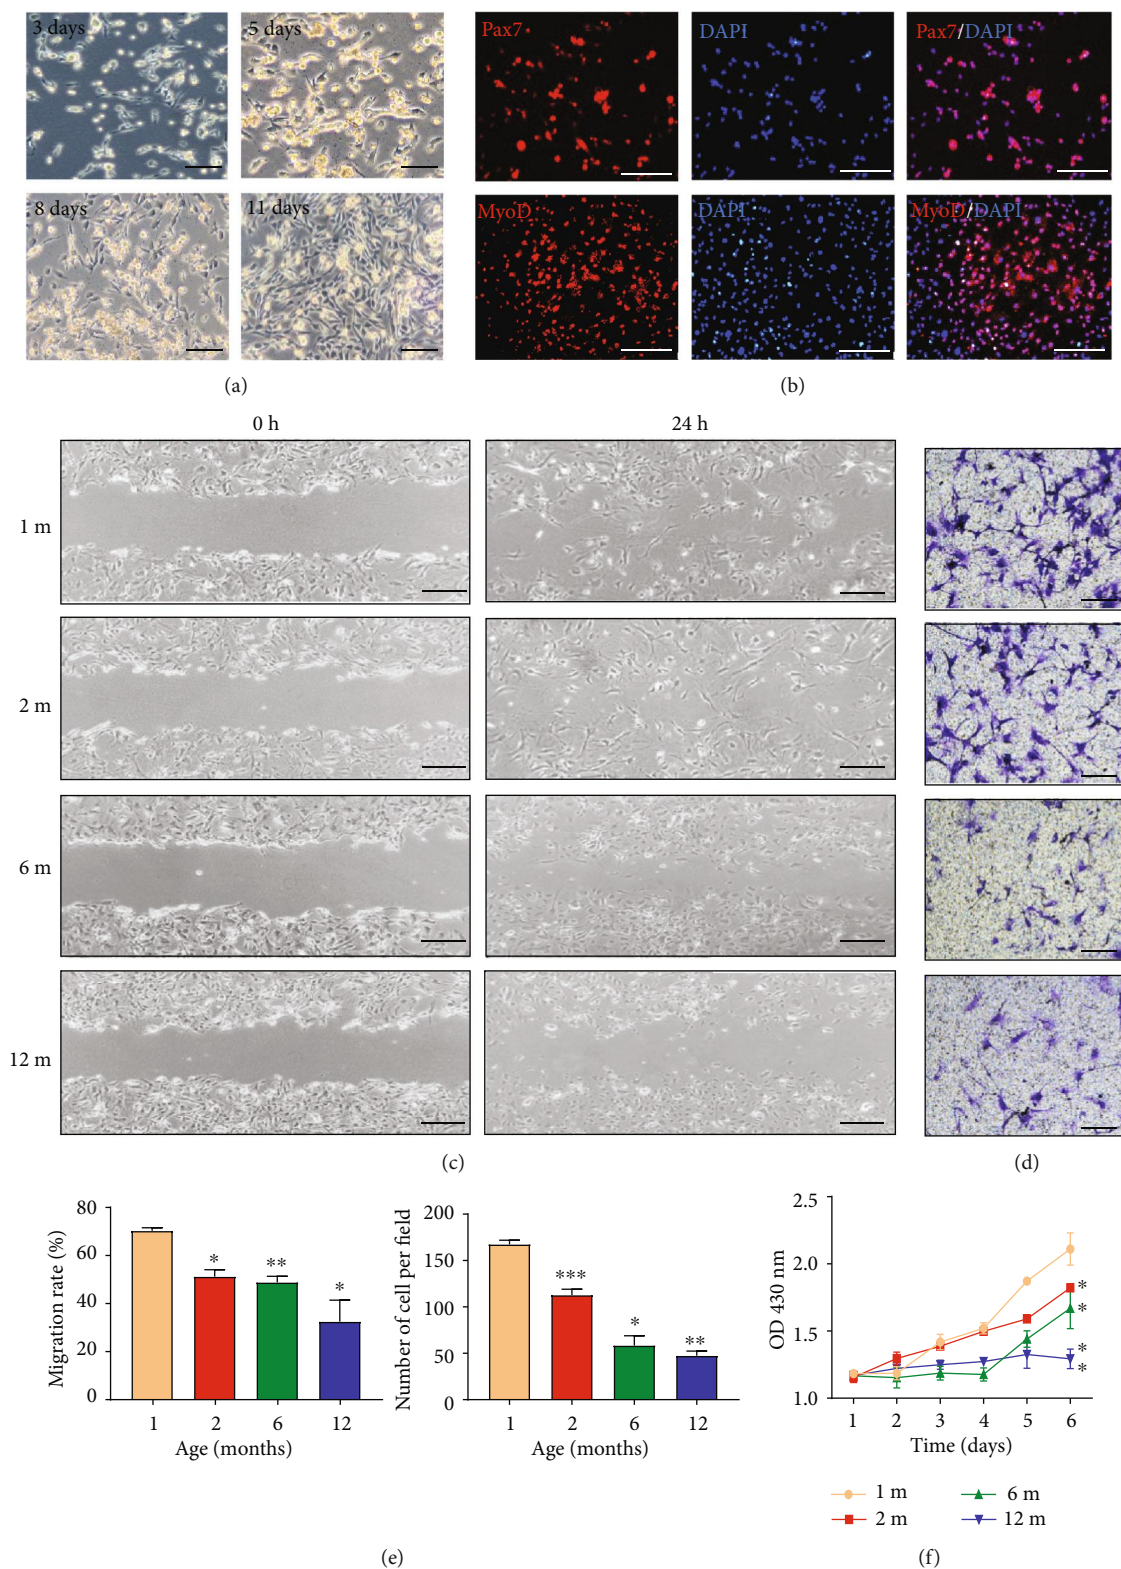 3 days
5 days
8 days
11 days
(a)
Pax7
DAPI
Pax7/DAPI
MyoD
DAPI
MyoD/DAPI
(b)
0 h
24 h
1 m
2 m
6 m
12 m
(c)
(d)
Migration rate (%)
80
60
40
20
0
*
**
*
1 2 6 12
Age (months)
Number of cell per field
200
150
100
50
0
***
*
**
1 2 6 12
Age (months)
(e)
OD 430 nm
2.5
2.0
1.5
1.0
*
*
*
*
1 2 3 4 5 6
Time (days)
1 m
6 m
2 m
12 m
(f)